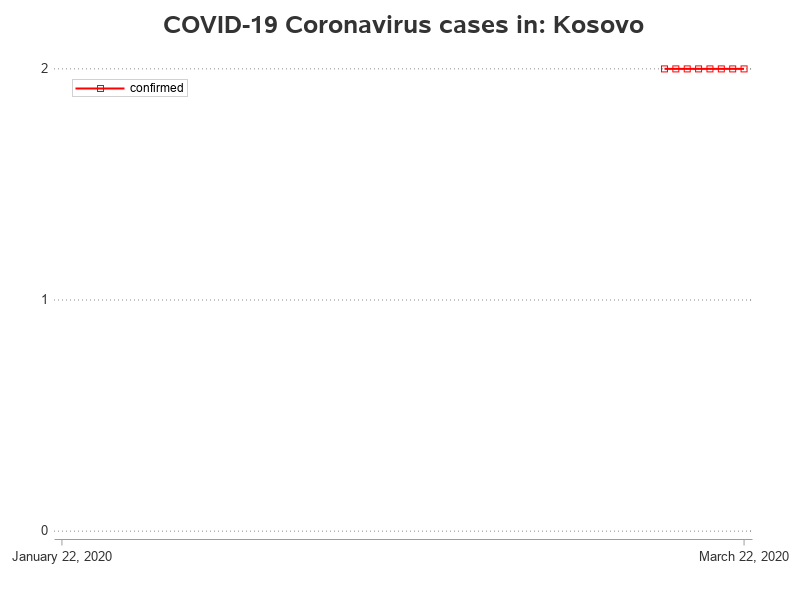 COVID-19 Coronavirus cases in: Kosovo
2
confirmed
1
0
January 22, 2020
March 22, 2020